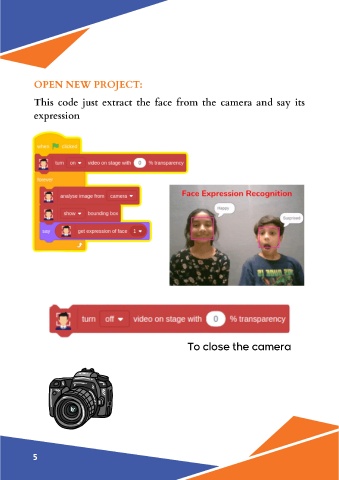 OPEN NEW PROJECT:
This code just extract the face from the camera and say its
expression
when clicked
turn on video on stage with 0 % transparency
forever
analyse image from camera
show bounding box
say get expression of face 1
Face Expression Recognition
Happy
Surprised
turn off video on stage with 0 % transparency
To close the camera
5